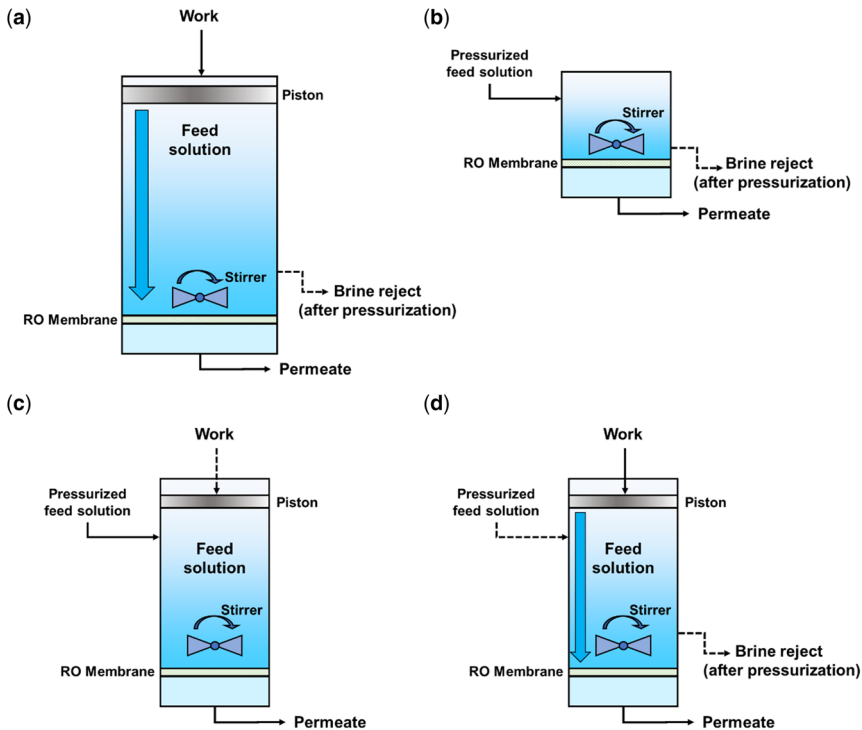 (a)
Work
Piston
Feed
solution
Stirrer
Brine reject
(after pressurization)
RO Membrane
Permeate
(b)
Pressurized
feed solution
Stirrer
RO Membrane
Brine reject
(after pressurization)
Permeate
(c)
Work
Pressurized
feed solution
Piston
Feed
solution
Stirrer
RO Membrane
Permeate
(d)
Work
Pressurized
feed solution
Piston
Feed
solution
Stirrer
Brine reject
(after pressurization)
RO Membrane
Permeate